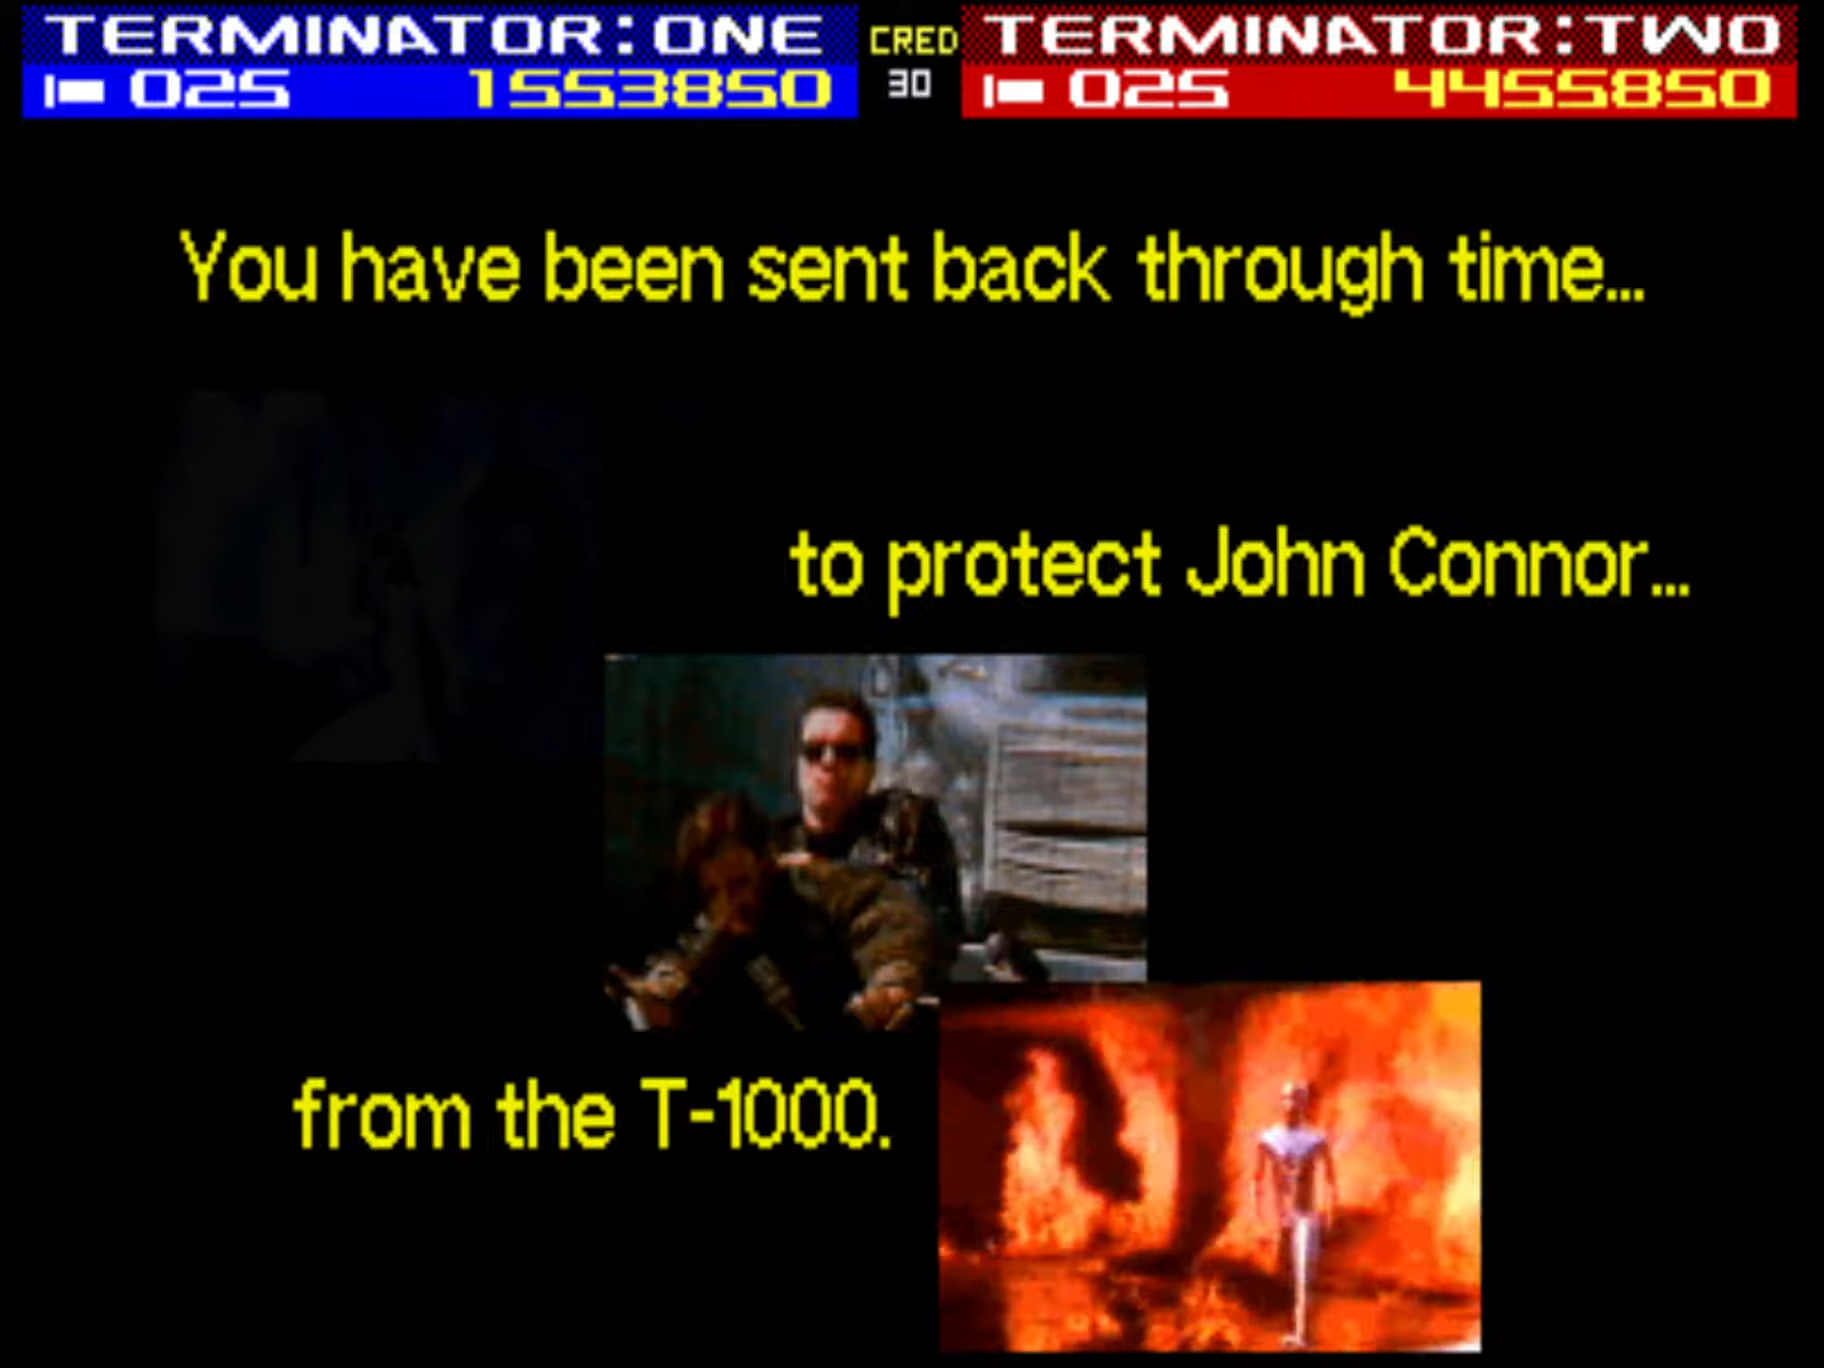 TERMINATOR:ONE
025 1553850
CRED
30
TERMINATOR:TWO
025 4455850
You have been sent back through time...
to protect John Connor...
from the T-1000.